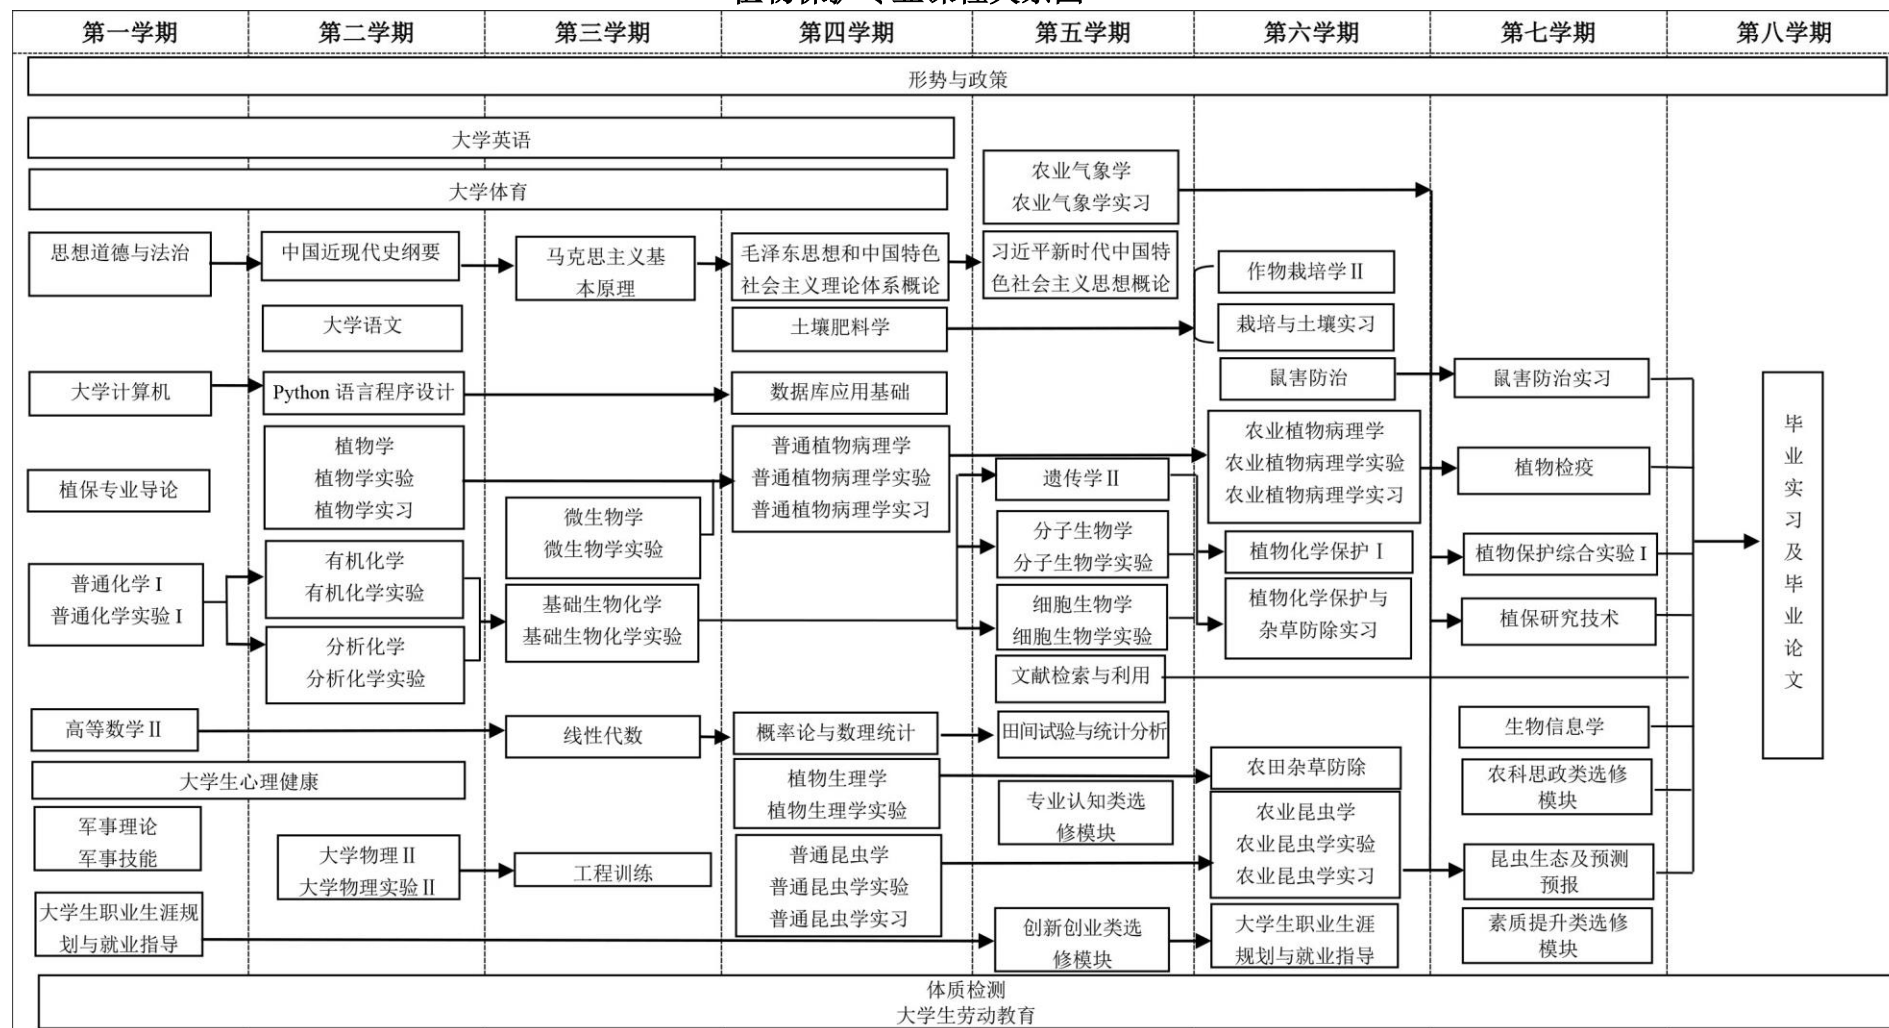 植物保护专业课程关系图
第一学期
第二学期
第三学期
第四学期
第五学期
第六学期
第七学期
第八学期
形势与政策
大学英语
大学体育
农业气象学
农业气象学实习
思想道德与法治
中国近现代史纲要
马克思主义基
本原理
毛泽东思想和中国特色
社会主义理论体系概论
习近平新时代中国特
色社会主义思想概论
作物栽培学Ⅱ
大学语文
土壤肥料学
栽培与土壤实习
大学计算机
Python 语言程序设计
数据库应用基础
鼠害防治
鼠害防治实习
植保专业导论
植物学
植物学实验
植物学实习
微生物学
微生物学实验
普通植物病理学
普通植物病理学实验
普通植物病理学实习
遗传学Ⅱ
农业植物病理学
农业植物病理学实验
农业植物病理学实习
植物检疫
普通化学 I
普通化学实验 I
有机化学
有机化学实验
分析化学
分析化学实验
基础生物化学
基础生物化学实验
分子生物学
分子生物学实验
细胞生物学
细胞生物学实验
植物化学保护Ⅰ
植物化学保护与
杂草防除实习
植物保护综合实验 I
植保研究技术
文献检索与利用
高等数学Ⅱ
线性代数
概率论与数理统计
田间试验与统计分析
生物信息学
大学生心理健康
植物生理学
植物生理学实验
专业认知类选
修模块
农田杂草防除
农科思政类选修
模块
军事理论
军事技能
大学物理Ⅱ
大学物理实验Ⅱ
工程训练
普通昆虫学
普通昆虫学实验
普通昆虫学实习
农业昆虫学
农业昆虫学实验
农业昆虫学实习
昆虫生态及预测
预报
大学生职业生涯规
划与就业指导
创新创业类选
修模块
大学生职业生涯
规划与就业指导
素质提升类选修
模块
毕业实习及毕业论文
体质检测
大学生劳动教育